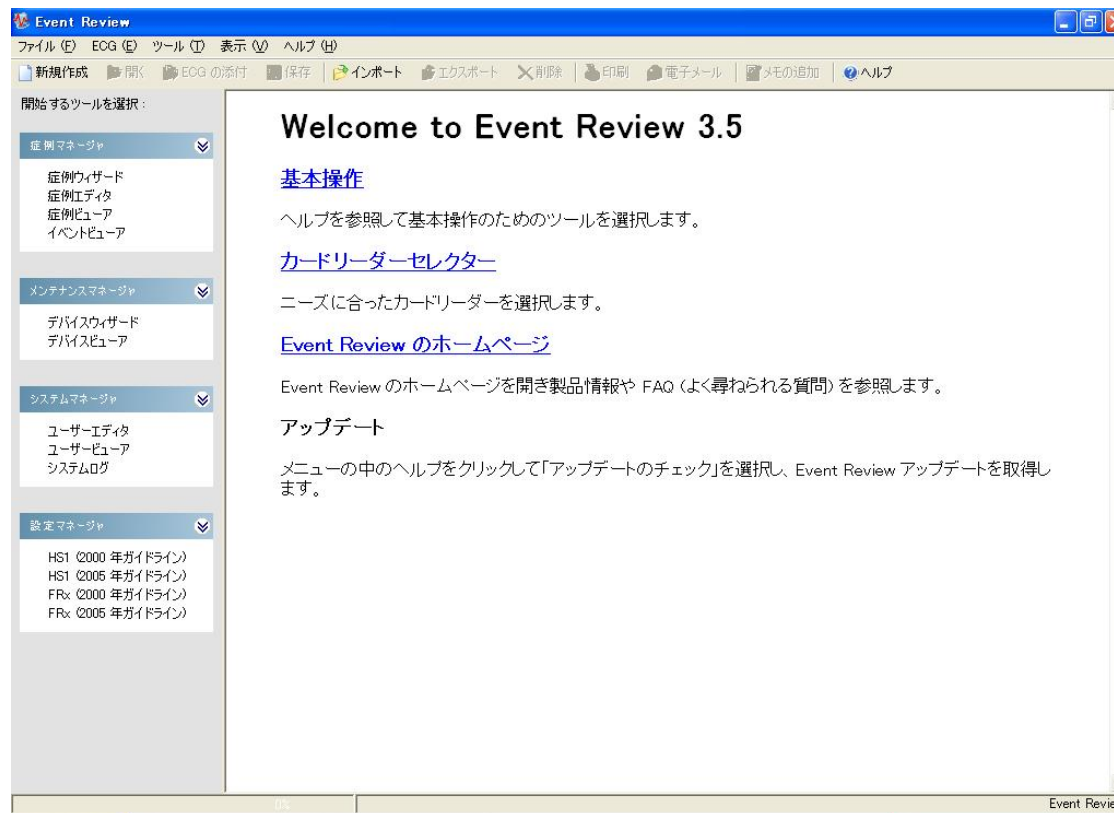 Event Review
ファイル (F) ECG (E) ツール (T) 表示 (V) ヘルプ (H)
新規作成 開く ECG の添付 保存 インポート エクスポート 削除 印刷 電子メール メモの追加 ヘルプ
開始するツールを選択:
症例マネージャ
症例ウィザード
症例エディタ
症例ビューア
イベントビューア
メンテナンスマネージャ
デバイスウィザード
デバイスビューア
システムマネージャ
ユーザーエディタ
ユーザービューア
システムログ
設定マネージャ
HS1 (2000 年ガイドライン)
HS1 (2005 年ガイドライン)
FRx (2000 年ガイドライン)
FRx (2005 年ガイドライン)
Welcome to Event Review 3.5
基本操作
ヘルプを参照して基本操作のためのツールを選択します。
カードリーダーセレクター
ニーズに合ったカードリーダーを選択します。
Event Review のホームページ
Event Review のホームページを開き製品情報や FAQ (よく尋ねられる質問) を参照します。
アップデート
メニューの中のヘルプをクリックして「アップデートのチェック」を選択し、Event Review アップデートを取得し
ます。
0%
Event Revie